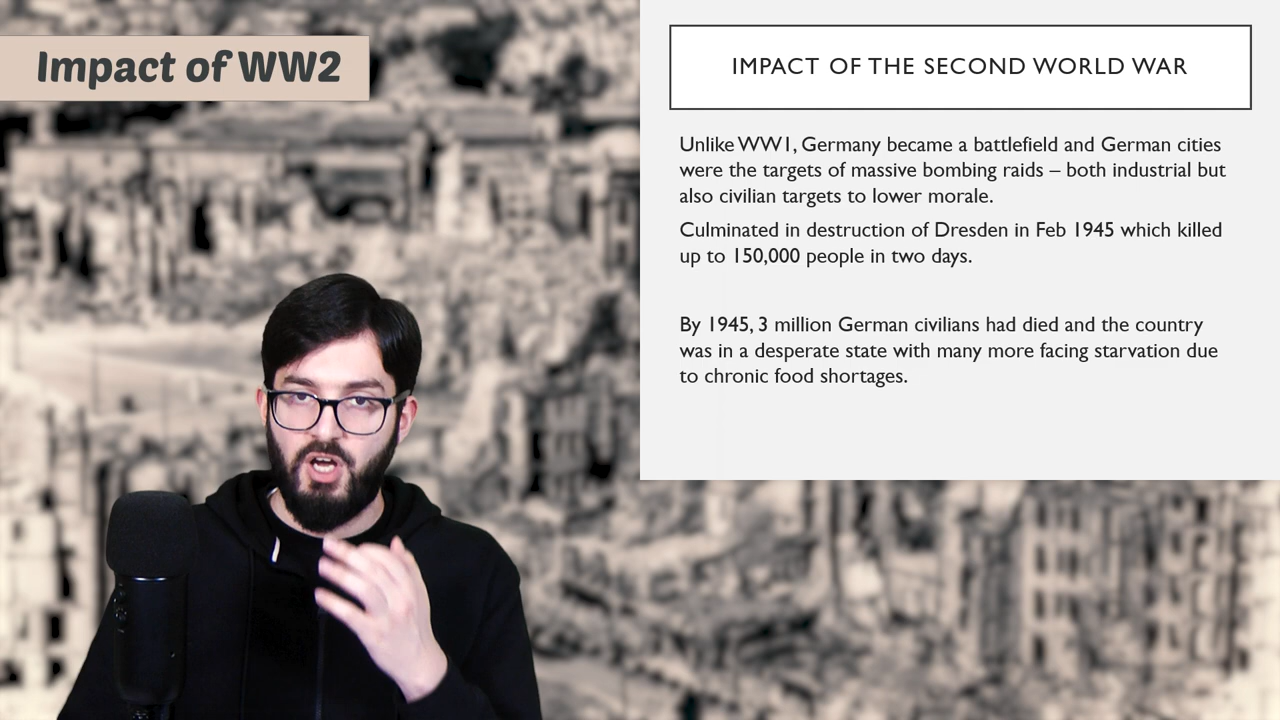 Impact of WW2
IMPACT OF THE SECOND WORLD WAR
Unlike WW1, Germany became a battlefield and German cities
were the targets of massive bombing raids – both industrial but
also civilian targets to lower morale.
Culminated in destruction of Dresden in Feb 1945 which killed
up to 150,000 people in two days.
By 1945, 3 million German civilians had died and the country
was in a desperate state with many more facing starvation due
to chronic food shortages.